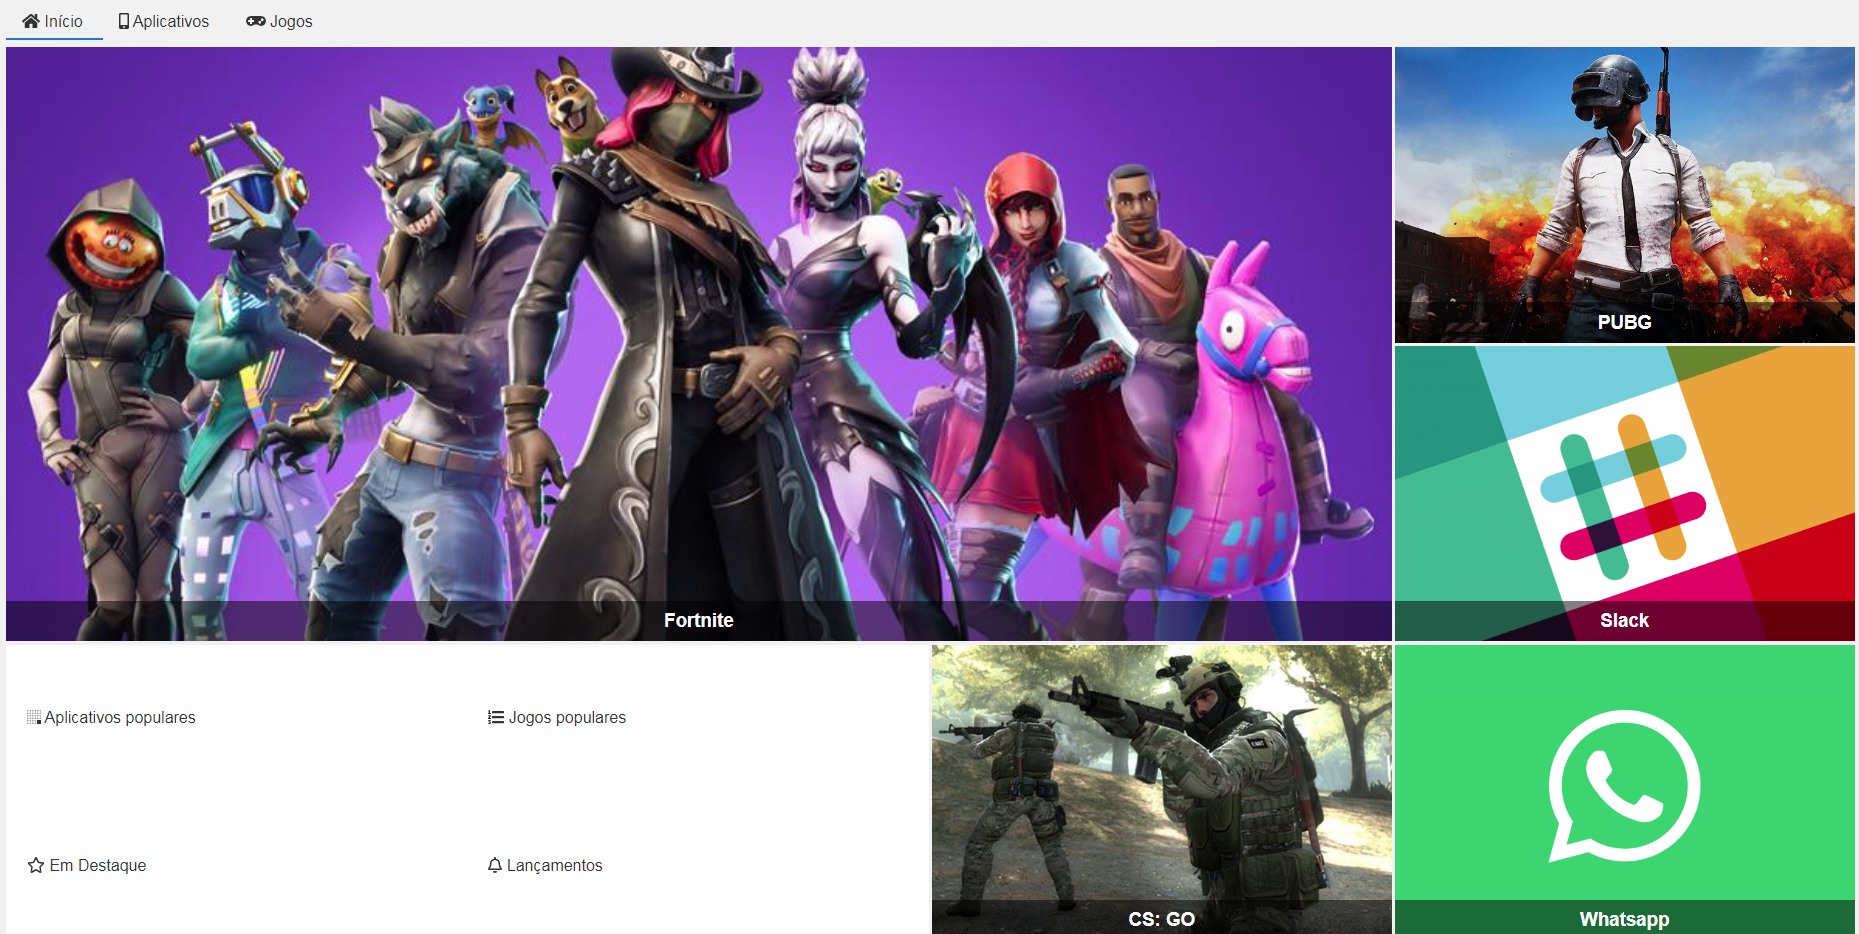 Início
Aplicativos
Jogos
Fortnite
PUBG
Slack
Aplicativos populares
Jogos populares
Em Destaque
Lançamentos
CS: GO
Whatsapp